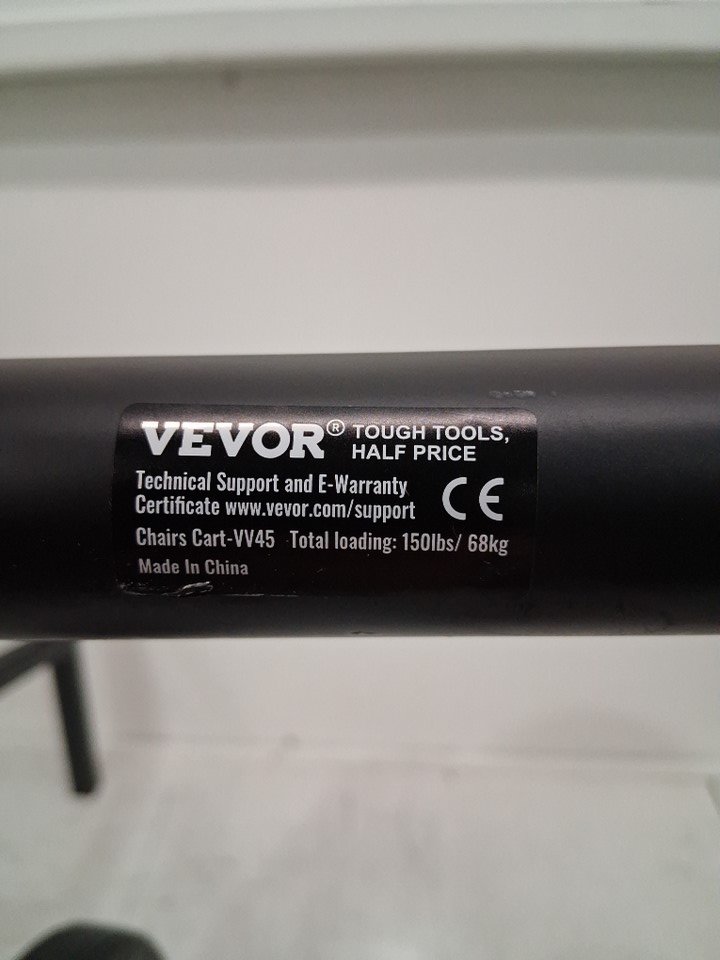 VEVOR® TOUGH TOOLS,
HALF PRICE
Technical Support and E-Warranty
Certificate www.vevor.com/support
CE
Chairs Cart-VV45 Total loading: 150lbs/ 68kg
Made In China